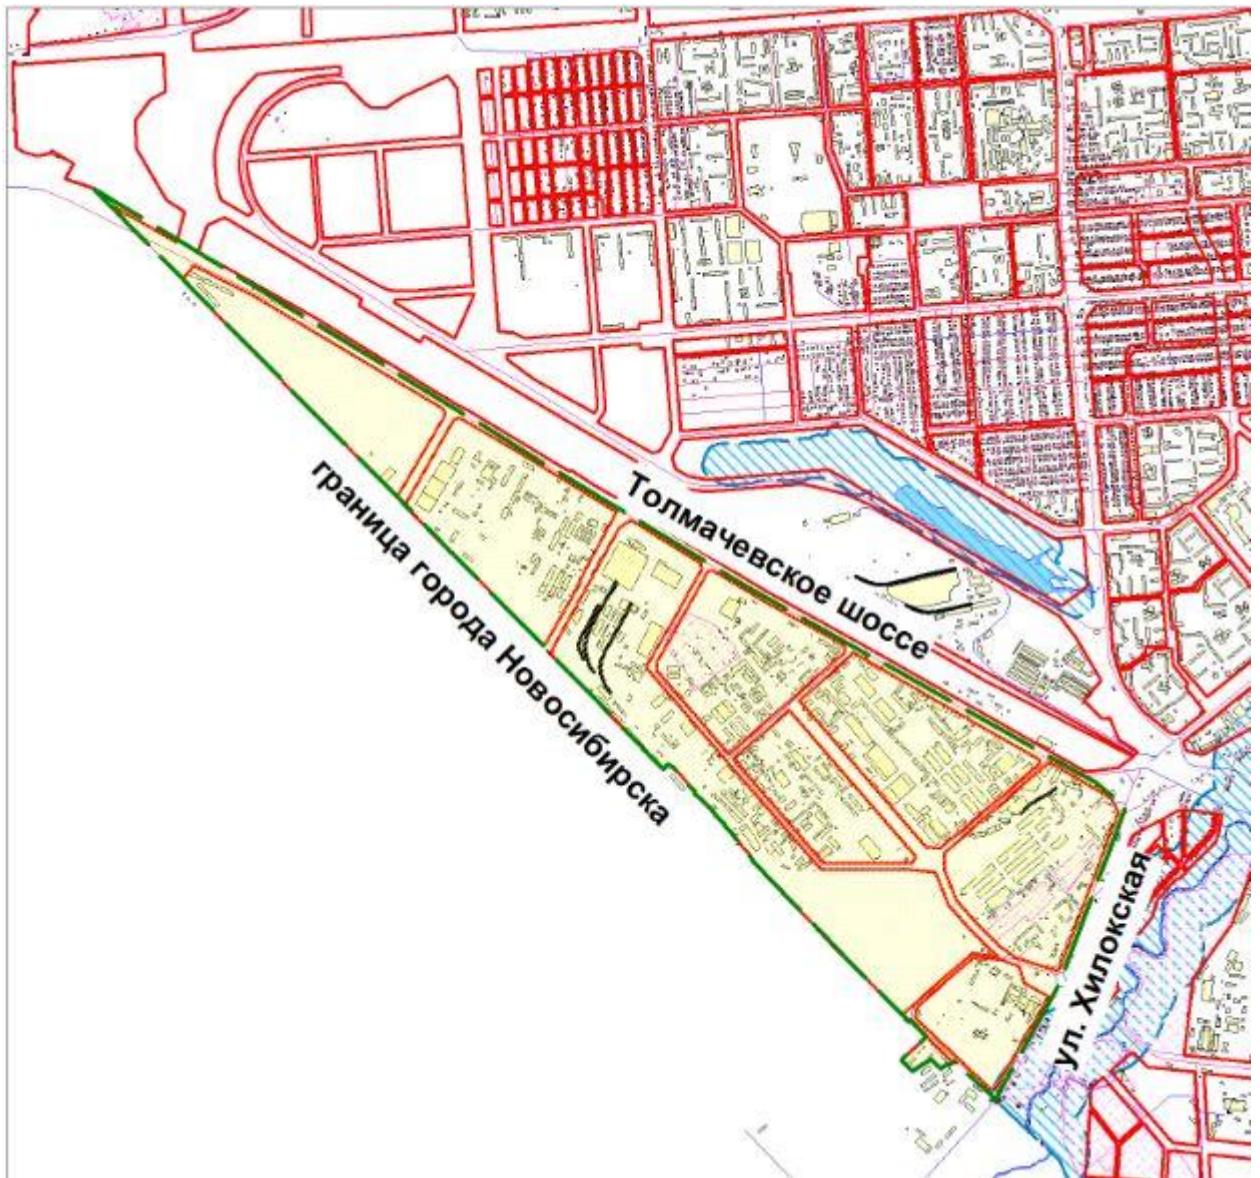 Толмачевское шоссе
граница города Новосибирска
ул. Хилокская